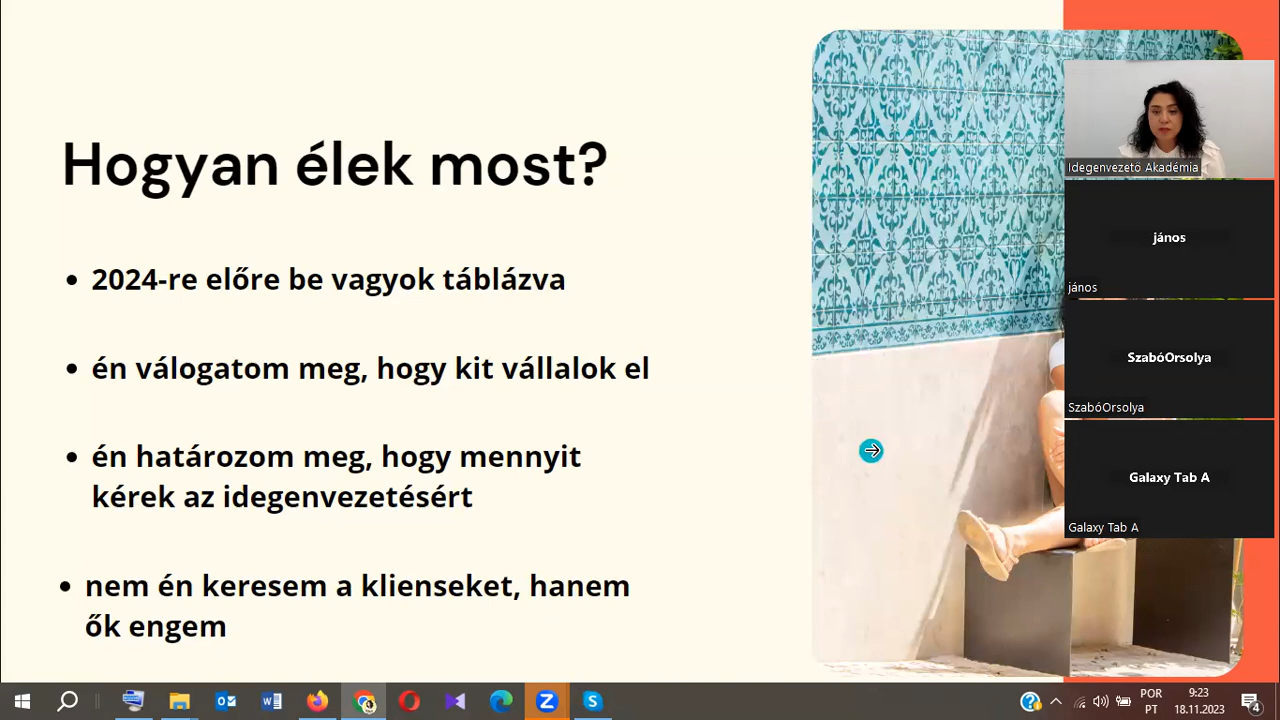 Hogyan élek most?
2024-re előre be vagyok táblázva
én válogatom meg, hogy kit vállalok el
én határozom meg, hogy mennyit
kérek az idegenvezetésért
nem én keresem a klienseket, hanem
ők engem
Idegenvezető Akadémia
jános
jános
SzabóOrsolya
SzabóOrsolya
Galaxy Tab A
Galaxy Tab A
POR
PT
9:23
18.11.2023
4